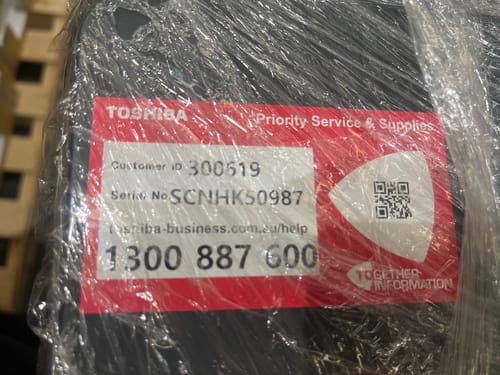 TOSHIBA
Priority Service & Supplies
Customer ID 300619
Serial No SCNHK50987
toshiba-business.com.au/help
1300 887 600
TOGETHER
INFORMATION